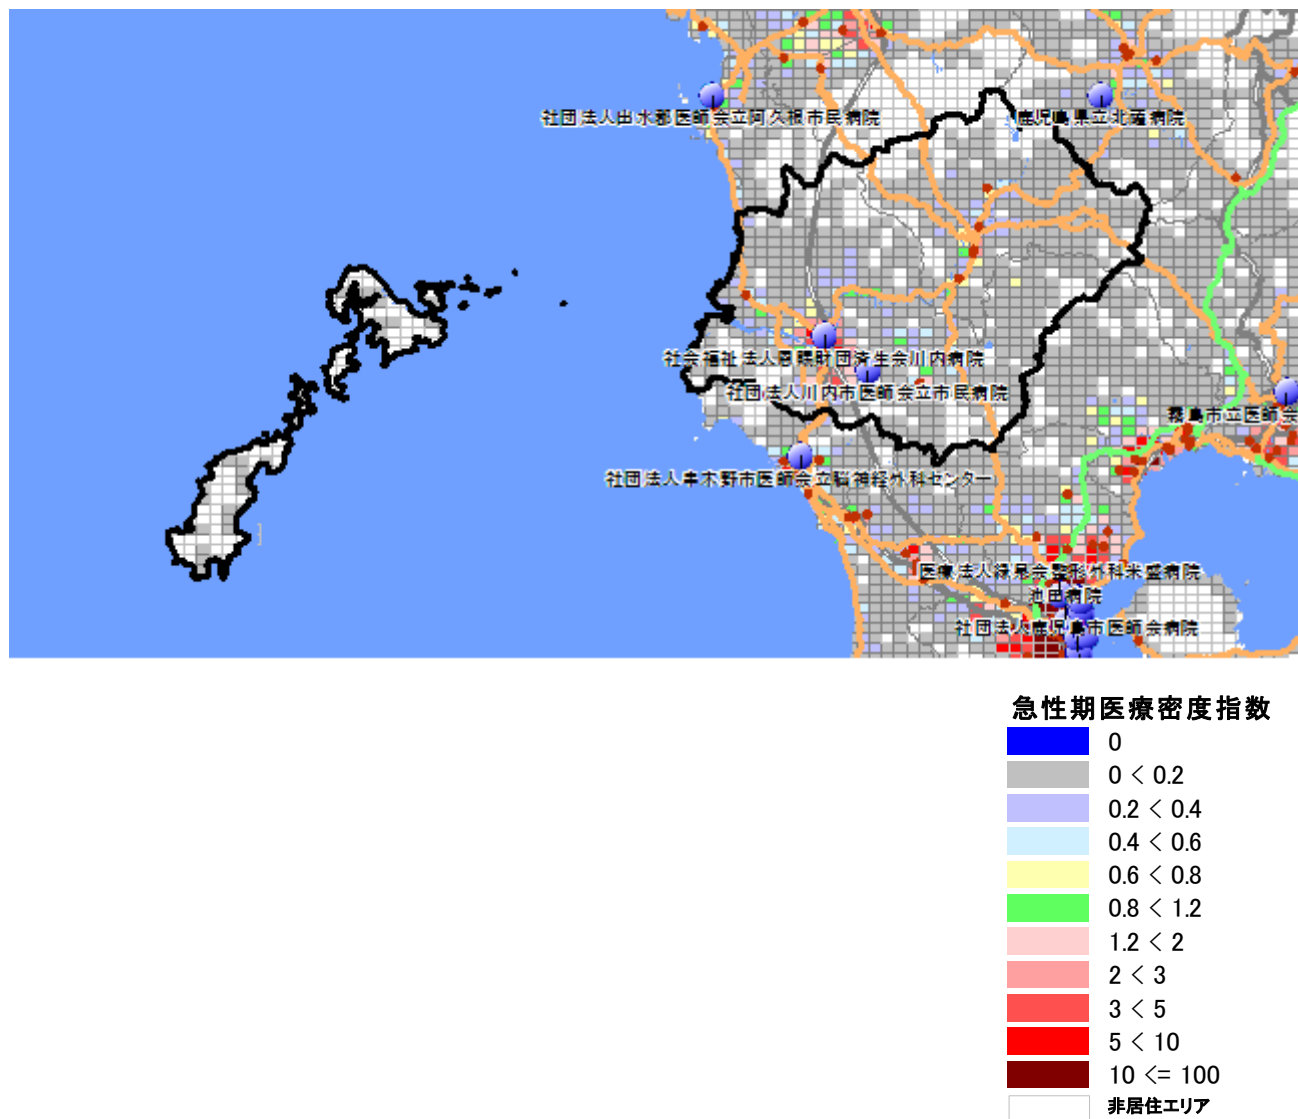 社団法人出水郡医師会立阿久根市民病院
鹿児島県立北薩病院
社会福祉法人恩賜財団済生会川内病院
社団法人川内市医師会立市民病院
霧島市立医師会
社団法人串木野市医師会立脳神経外科センター
医療法人緑泉会整形外科米盛病院
池田病院
社団法人鹿児島市医師会病院
急性期医療密度指数
0
0 < 0.2
0.2 < 0.4
0.4 < 0.6
0.6 < 0.8
0.8 < 1.2
1.2 < 2
2 < 3
3 < 5
5 < 10
10 <= 100
非居住エリア